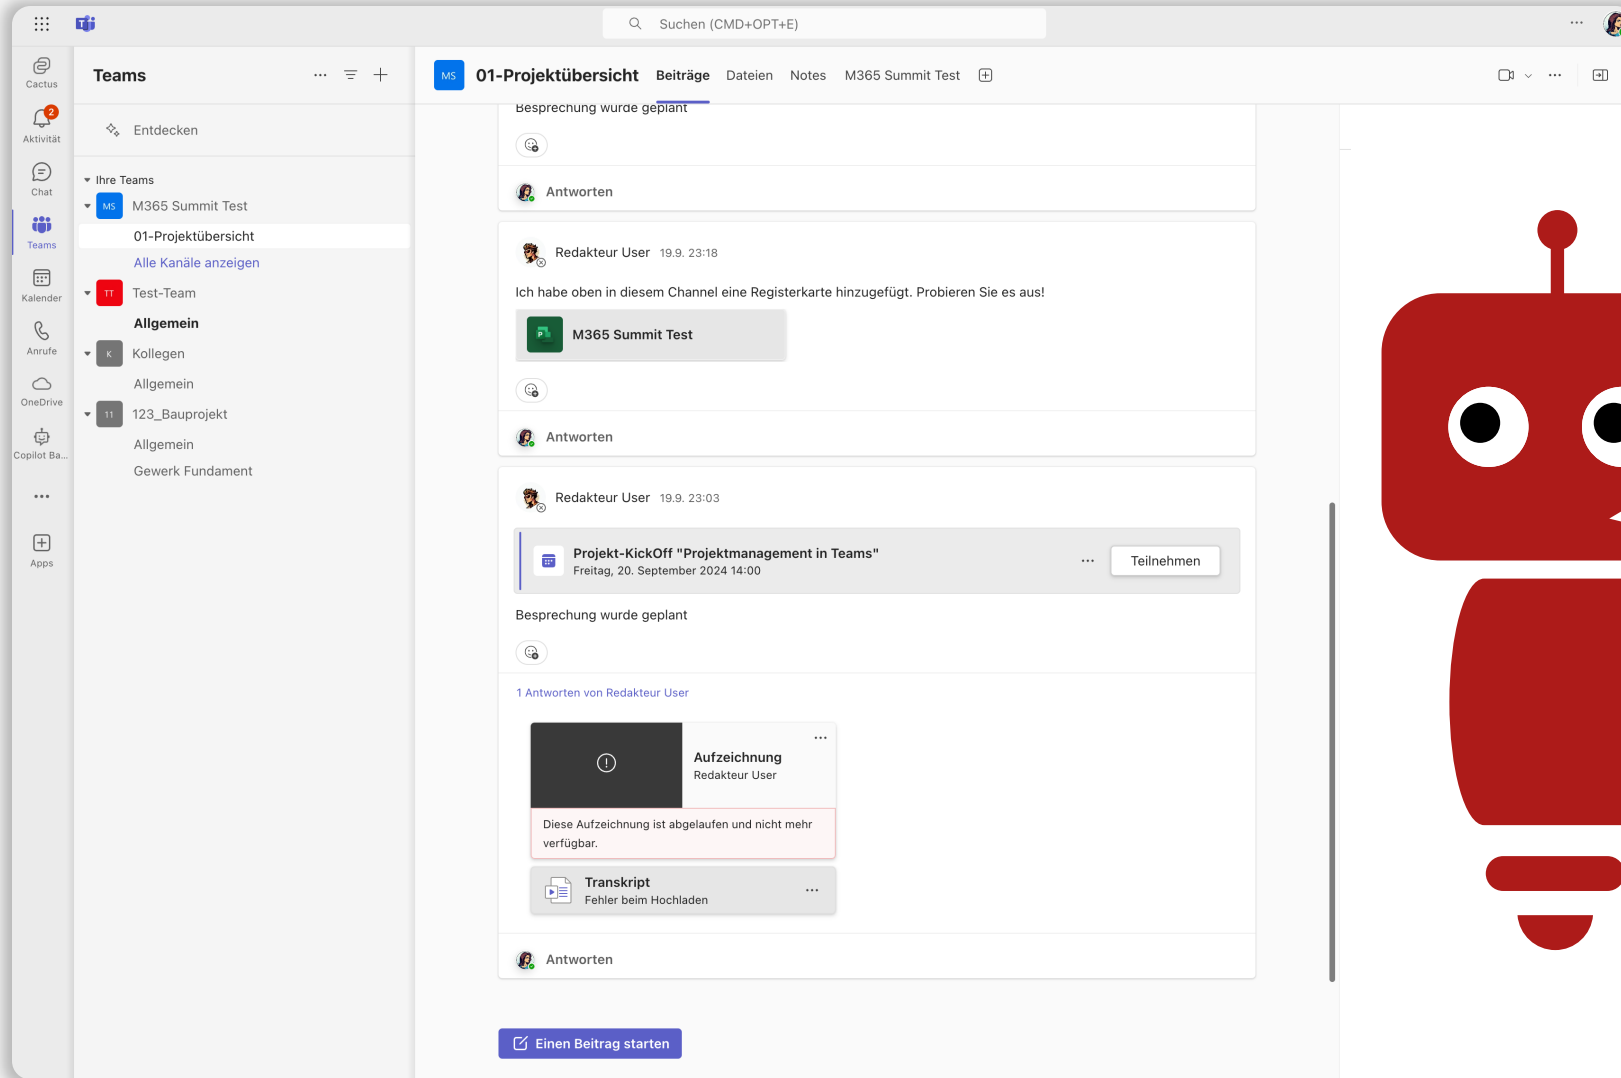 Suchen (CMD+OPT+E)
Cactus
2
Aktivität
Chat
Teams
Kalender
Anrufe
OneDrive
Copilot Ba...
Apps
Teams
Entdecken
Ihre Teams
MS M365 Summit Test
01-Projektübersicht
Alle Kanäle anzeigen
TT Test-Team
Allgemein
K Kollegen
Allgemein
11 123_Bauprojekt
Allgemein
Gewerk Fundament
MS 01-Projektübersicht Beiträge Dateien Notes M365 Summit Test
Besprechung wurde geplant
Antworten
Redakteur User 19.9. 23:18
Ich habe oben in diesem Channel eine Registerkarte hinzugefügt. Probieren Sie es aus!
P M365 Summit Test
Antworten
Redakteur User 19.9. 23:03
Projekt-KickOff "Projektmanagement in Teams"
Freitag, 20. September 2024 14:00
Teilnehmen
Besprechung wurde geplant
1 Antworten von Redakteur User
Aufzeichnung
Redakteur User
Diese Aufzeichnung ist abgelaufen und nicht mehr
verfügbar.
Transkript
Fehler beim Hochladen
Antworten
Einen Beitrag starten